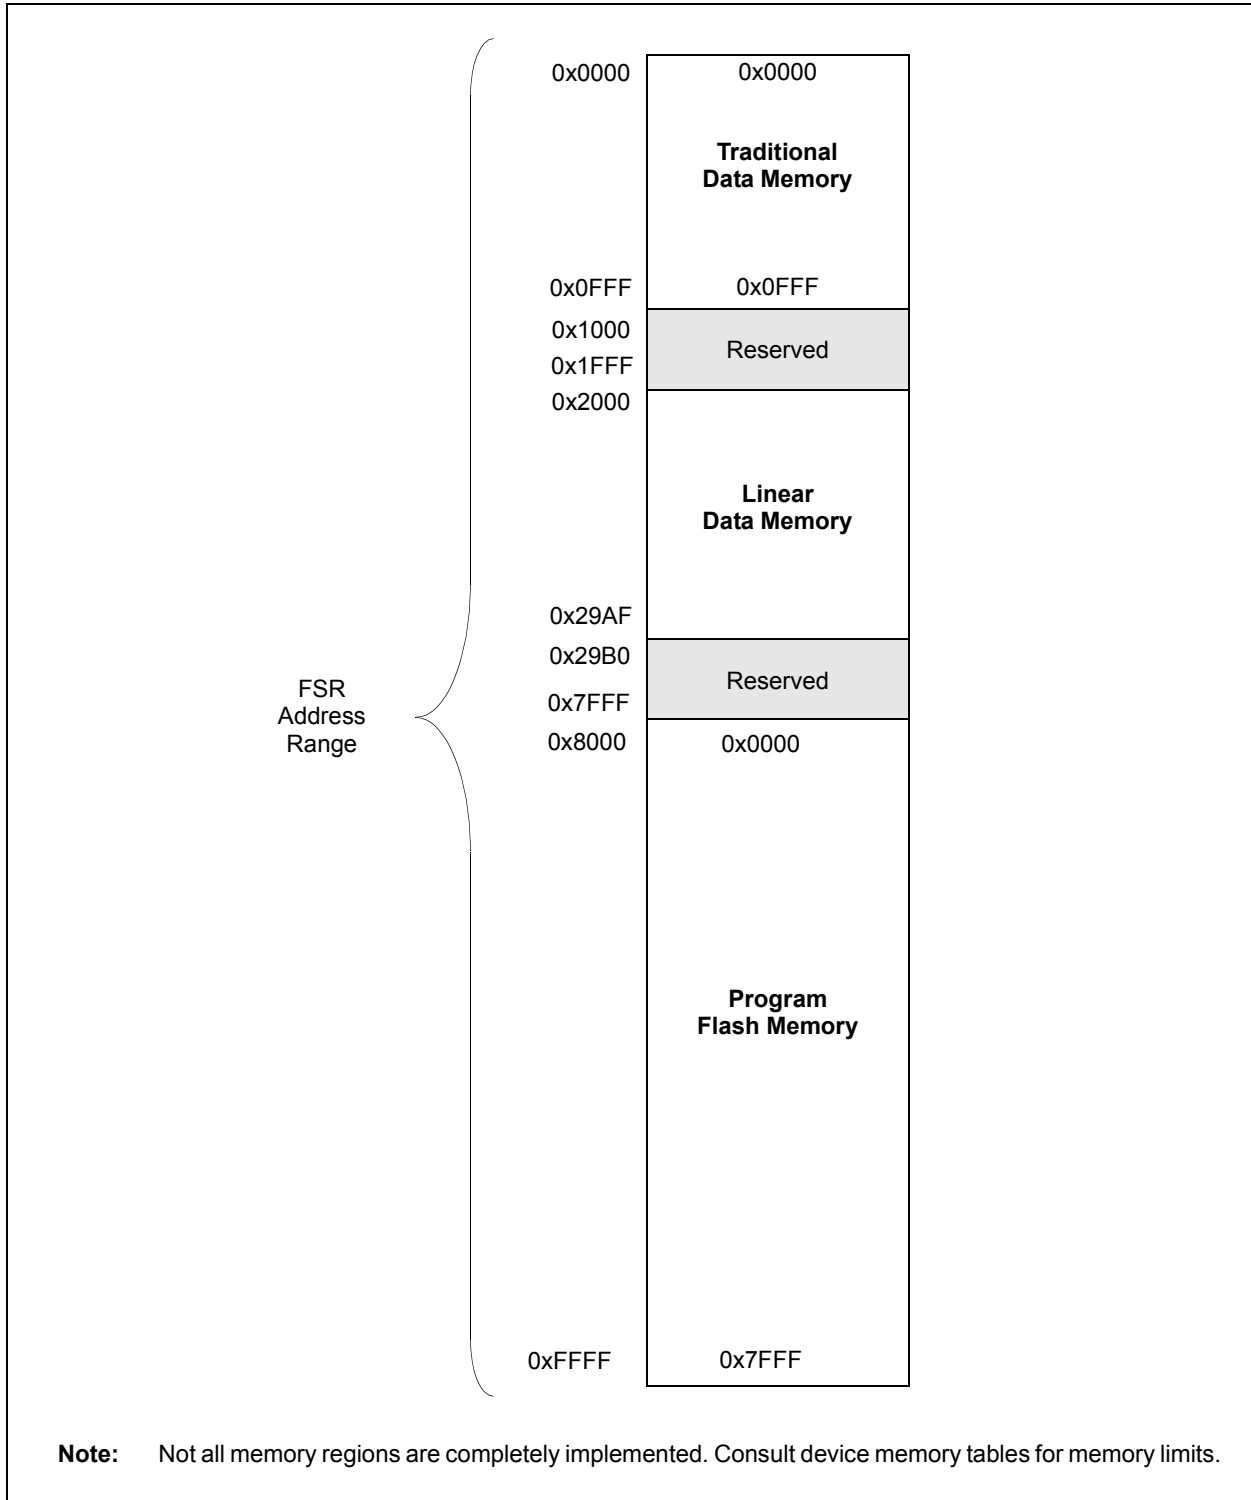 0x0000 0x0000
Traditional
Data Memory
0x0FFF 0x0FFF
0x1000
Reserved
0x1FFF
0x2000
Linear
Data Memory
0x29AF
0x29B0
Reserved
0x7FFF
FSR
Address
Range
0x8000 0x0000
Program
Flash Memory
0xFFFF 0x7FFF
Note: Not all memory regions are completely implemented. Consult device memory tables for memory limits.